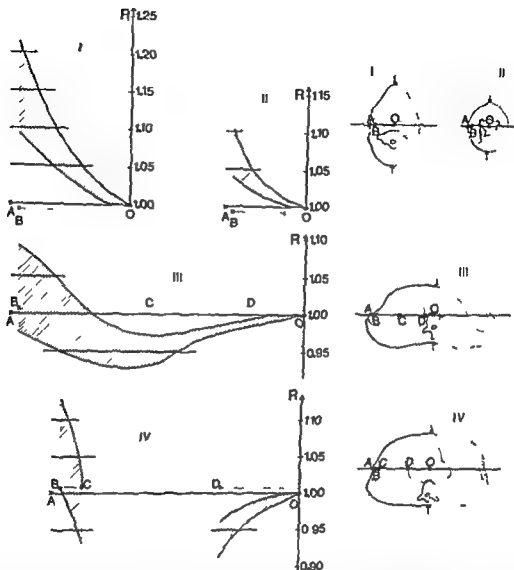 R 1.25
I
1.20
1.15
1.10
1.05
1.00
A B O
II
R 1.15
1.10
1.05
1.00
A B O
I
A O
B
II
A O
B
III
R 1.10
1.05
1.00
0.95
B C D
A O
III
A O
B C D
IV
R
1.10
1.05
1.00
0.95
0.90
B C D
A O
IV
A C D O
B